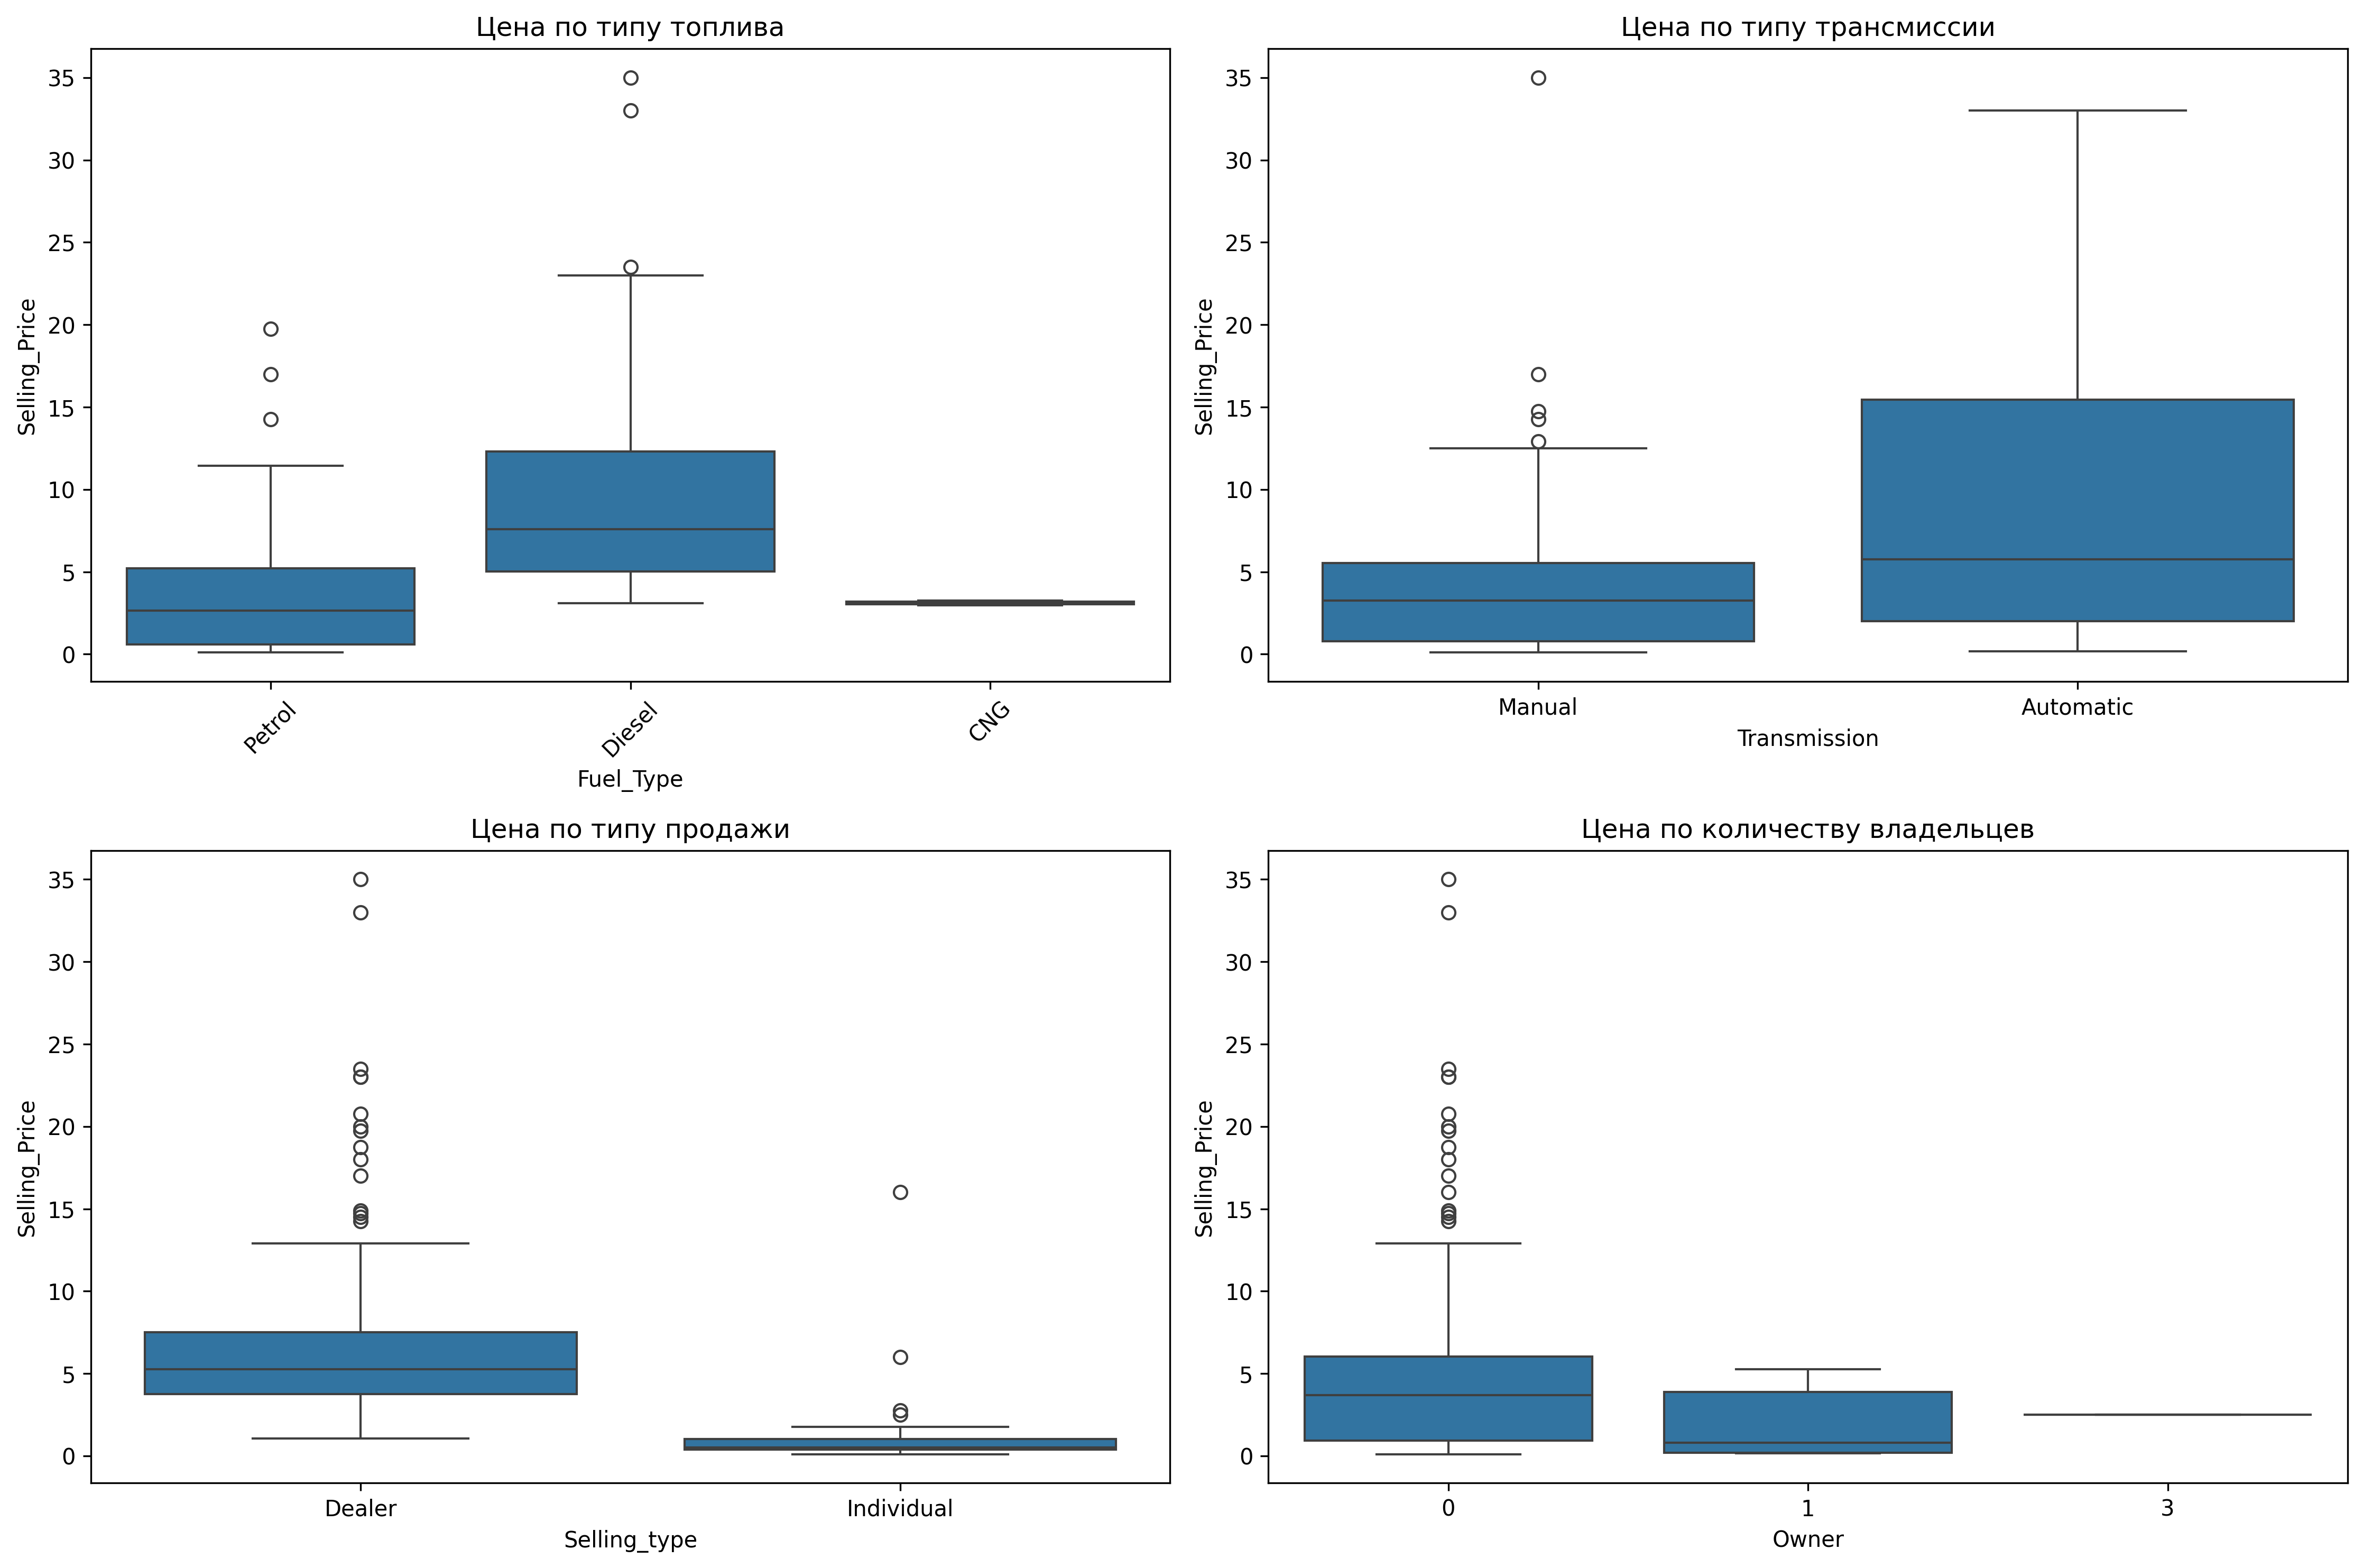 Цена по типу топлива
Selling_Price
35
30
25
20
15
10
5
0
Petrol
Diesel
CNG
Fuel_Type
Цена по типу трансмиссии
Selling_Price
35
30
25
20
15
10
5
0
Manual
Automatic
Transmission
Цена по типу продажи
Selling_Price
35
30
25
20
15
10
5
0
Dealer
Individual
Selling_type
Цена по количеству владельцев
Selling_Price
35
30
25
20
15
10
5
0
0
1
3
Owner